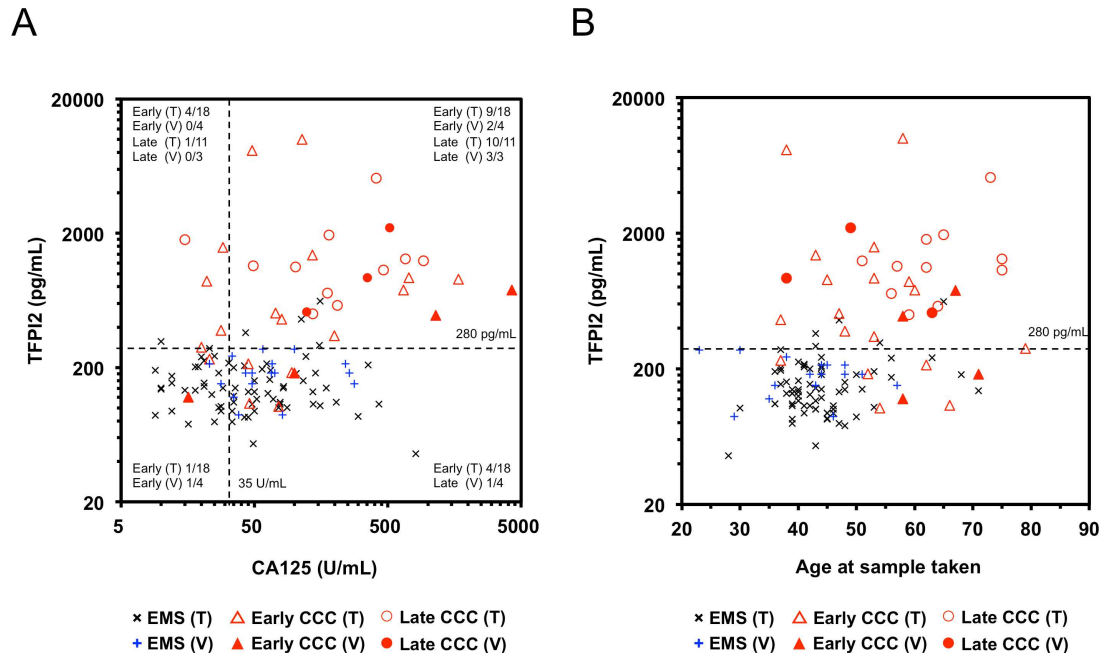 A
B
TFPI2 (pg/mL)
20000
2000
200
20
Early (T) 4/18
Early (V) 0/4
Late (T) 1/11
Late (V) 0/3
Early (T) 9/18
Early (V) 2/4
Late (T) 10/11
Late (V) 3/3
280 pg/mL
Early (T) 1/18
Early (V) 1/4
35 U/mL
Early (T) 4/18
Late (V) 1/4
5
50
500
5000
CA125 (U/mL)
EMS (T)
Early CCC (T)
Late CCC (T)
EMS (V)
Early CCC (V)
Late CCC (V)
TFPI2 (pg/mL)
20000
2000
200
20
280 pg/mL
20
30
40
50
60
70
80
90
Age at sample taken
EMS (T)
Early CCC (T)
Late CCC (T)
EMS (V)
Early CCC (V)
Late CCC (V)